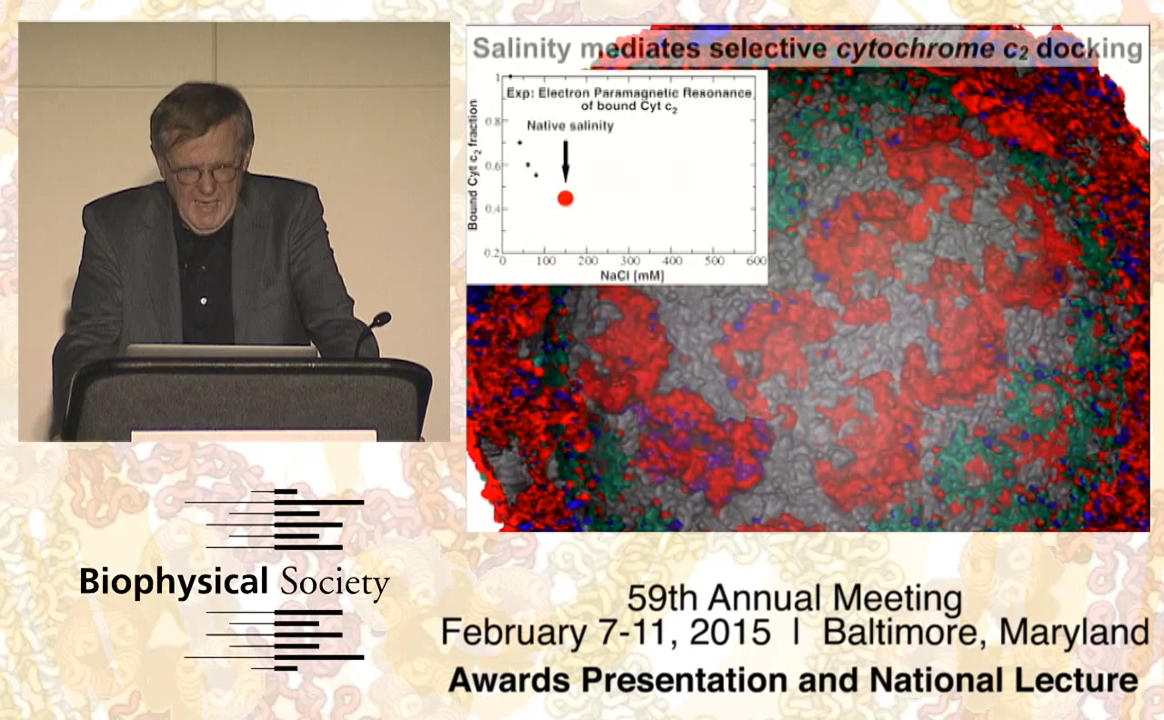 Salinity mediates selective cytochrome c₂ docking
Exp: Electron Paramagnetic Resonance
of bound Cyt c₂
Native salinity
Bound Cyt c₂ fraction
1
0.8
0.6
0.4
0.2
0 100 200 300 400 500 600
NaCl [mM]
Biophysical Society
59th Annual Meeting
February 7-11, 2015 | Baltimore, Maryland
Awards Presentation and National Lecture